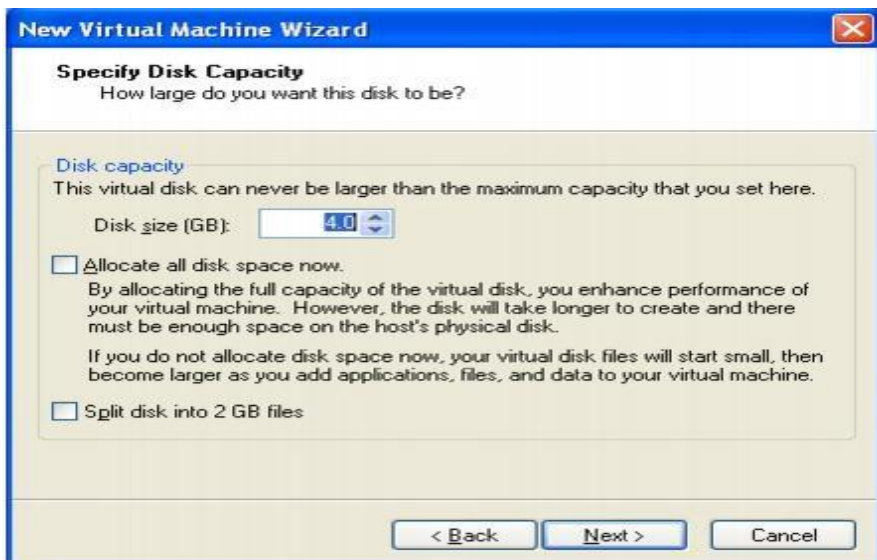 New Virtual Machine Wizard
Specify Disk Capacity
How large do you want this disk to be?
Disk capacity
This virtual disk can never be larger than the maximum capacity that you set here.
Disk size (GB): 4.0
Allocate all disk space now.
By allocating the full capacity of the virtual disk, you enhance performance of
your virtual machine. However, the disk will take longer to create and there
must be enough space on the host's physical disk.
If you do not allocate disk space now, your virtual disk files will start small, then
become larger as you add applications, files, and data to your virtual machine.
Split disk into 2 GB files
< Back Next > Cancel